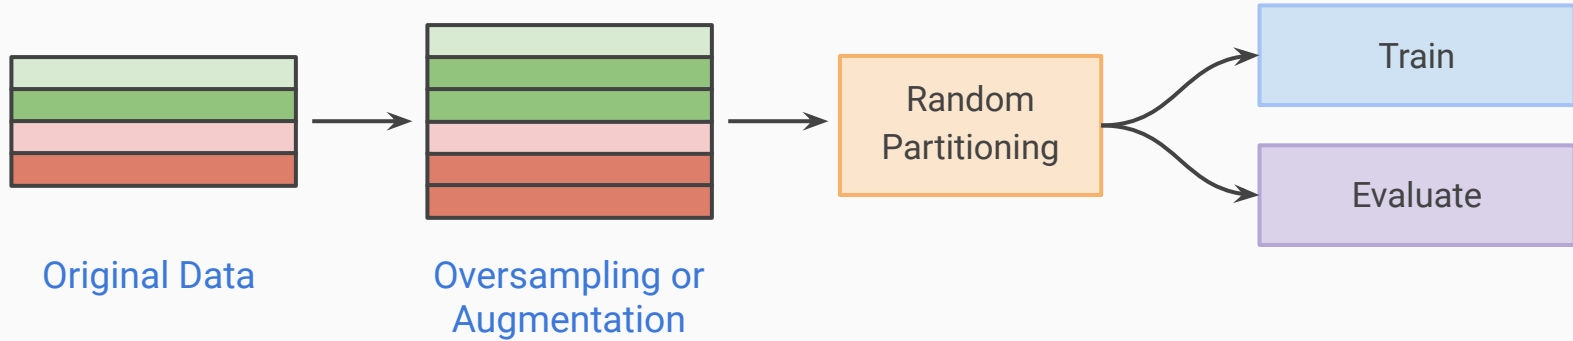 Original Data
Oversampling or
Augmentation
Random
Partitioning
Train
Evaluate